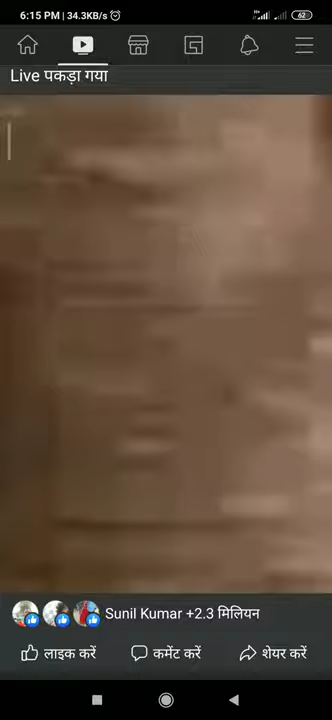 6:15 PM | 34.3KB/s
62
Live पकड़ा गया
Sunil Kumar +2.3 मिलियन
लाइक करें
कमेंट करें
शेयर करें